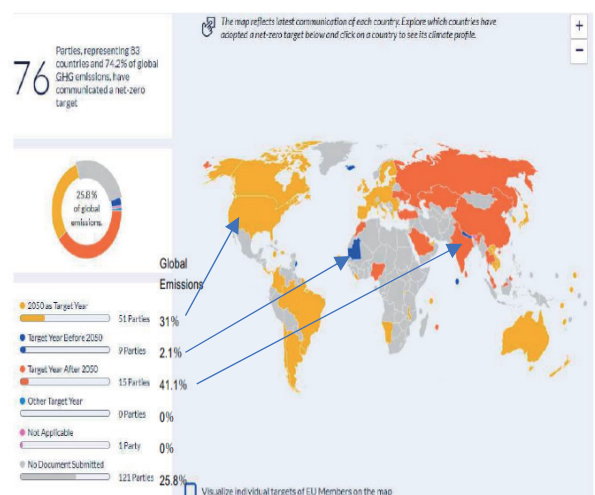 The map reflects latest communication of each country. Explore which countries have
adopted a net-zero target below and click on a country to see its climate profile.
+
−
76
Parties, representing 83
countries and 74.2% of global
GHG emissions, have
communicated a net-zero
target
25.8%
of global
emissions.
Global
Emissions
2050 as Target Year
51 Parties 31%
Target Year Before 2050
9 Parties 2.1%
Target Year After 2050
15 Parties 41.1%
Other Target Year
0 Parties 0%
Not Applicable
1 Party 0%
No Document Submitted
121 Parties 25.8%
Visualize individual targets of EU Members on the map